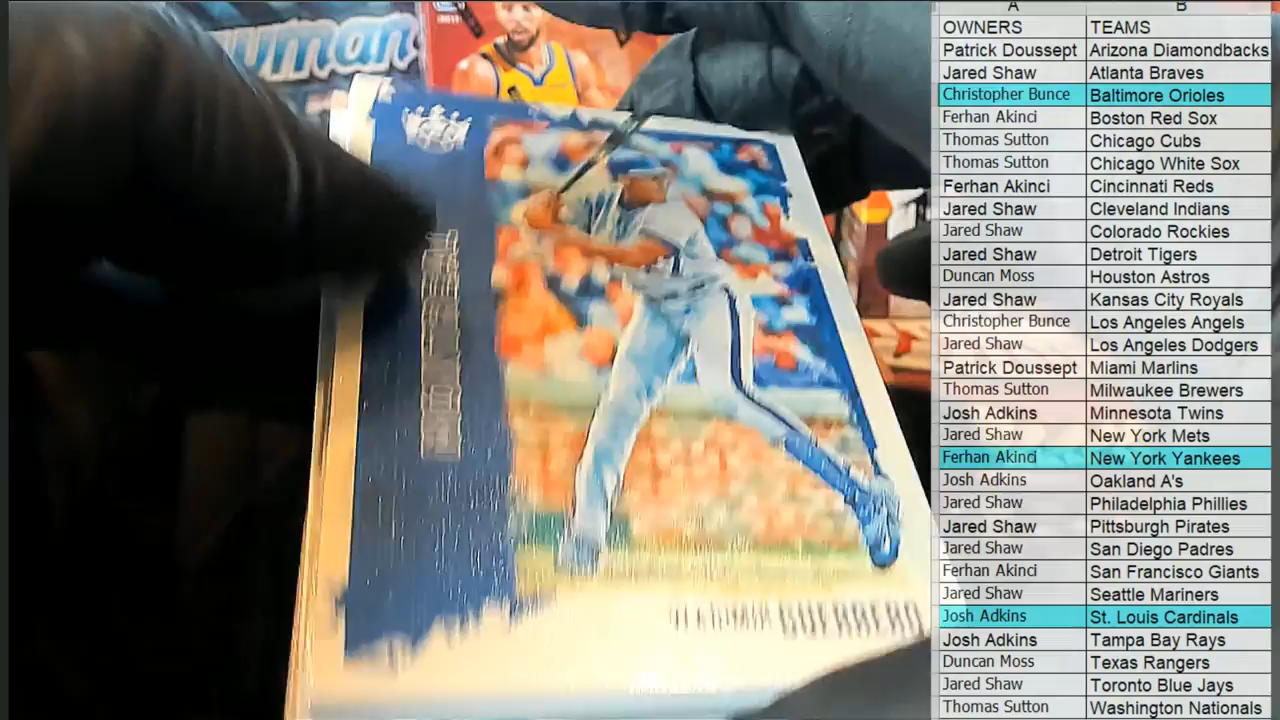 A B
OWNERS TEAMS
Patrick Doussept Arizona Diamondbacks
Jared Shaw Atlanta Braves
Christopher Bunce Baltimore Orioles
Ferhan Akinci Boston Red Sox
Thomas Sutton Chicago Cubs
Thomas Sutton Chicago White Sox
Ferhan Akinci Cincinnati Reds
Jared Shaw Cleveland Indians
Jared Shaw Colorado Rockies
Jared Shaw Detroit Tigers
Duncan Moss Houston Astros
Jared Shaw Kansas City Royals
Christopher Bunce Los Angeles Angels
Jared Shaw Los Angeles Dodgers
Patrick Doussept Miami Marlins
Thomas Sutton Milwaukee Brewers
Josh Adkins Minnesota Twins
Jared Shaw New York Mets
Ferhan Akinci New York Yankees
Josh Adkins Oakland A's
Jared Shaw Philadelphia Phillies
Jared Shaw Pittsburgh Pirates
Jared Shaw San Diego Padres
Ferhan Akinci San Francisco Giants
Jared Shaw Seattle Mariners
Josh Adkins St. Louis Cardinals
Josh Adkins Tampa Bay Rays
Duncan Moss Texas Rangers
Jared Shaw Toronto Blue Jays
Thomas Sutton Washington Nationals
VLADIMIR GUERRERO